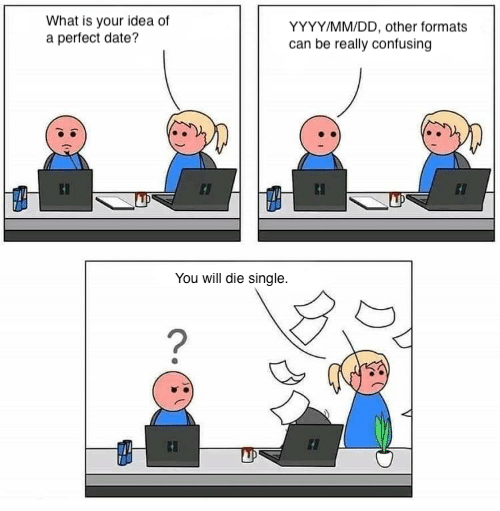 What is your idea of
a perfect date?
YYYY/MM/DD, other formats
can be really confusing
You will die single.
?